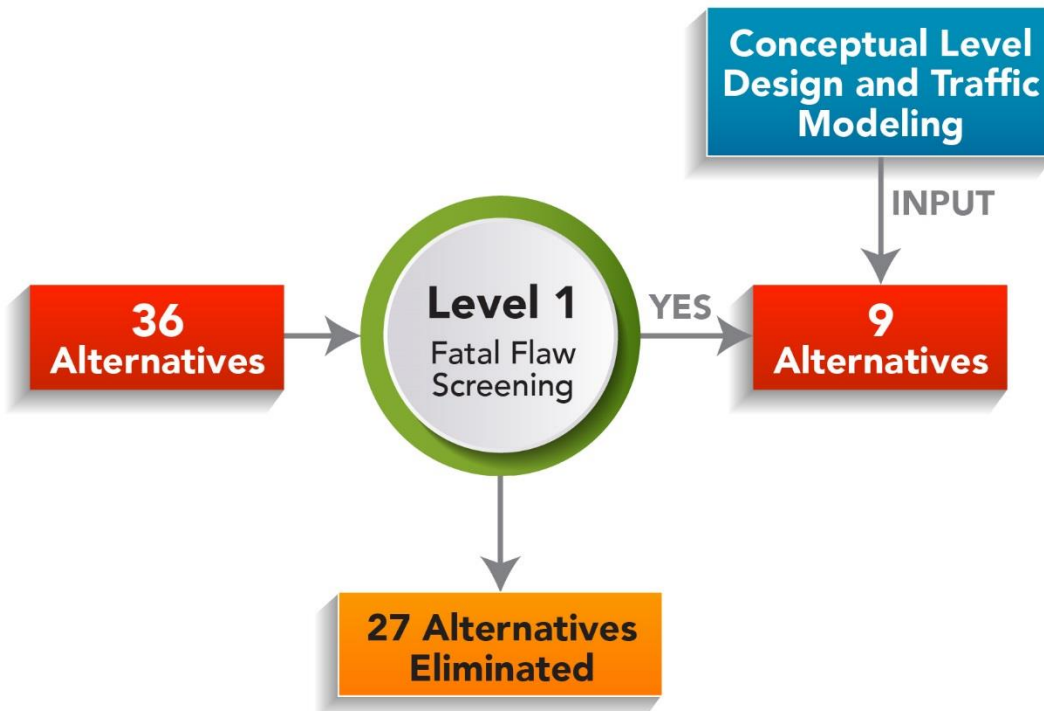 Conceptual Level
Design and Traffic
Modeling
INPUT
36
Alternatives
Level 1
Fatal Flaw
Screening
YES
9
Alternatives
27 Alternatives
Eliminated